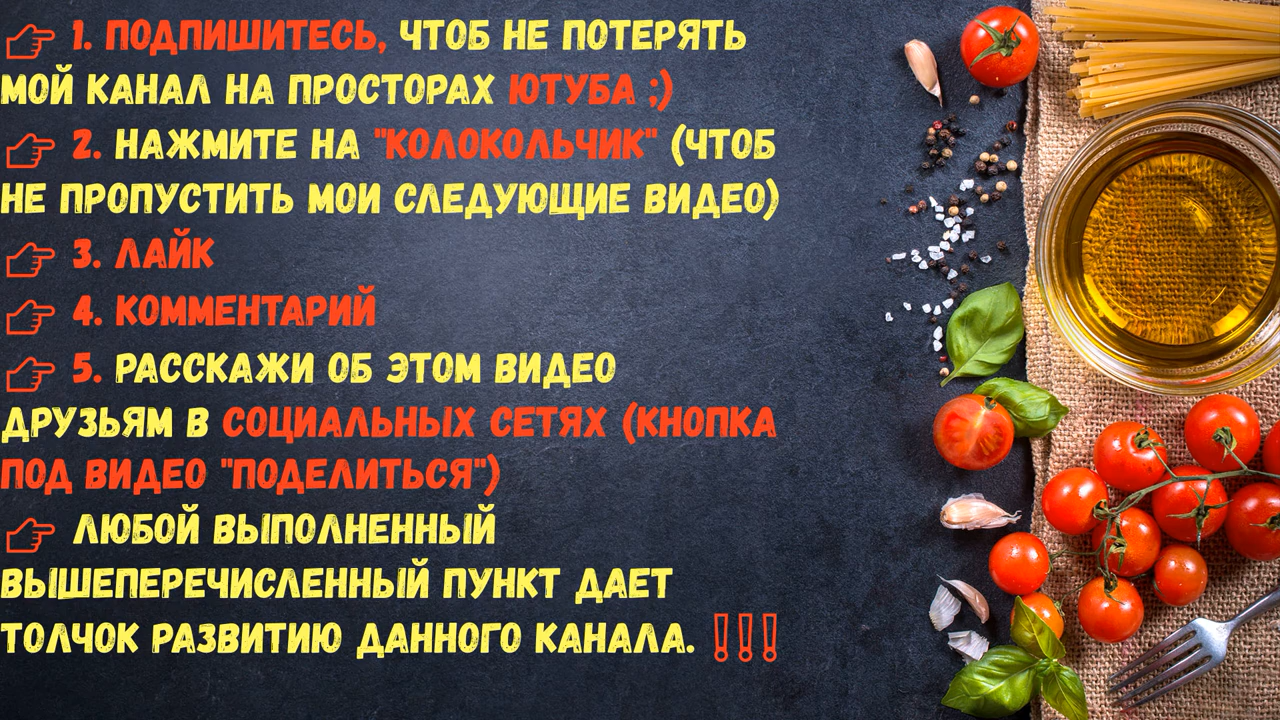 👉 1. ПОДПИШИТЕСЬ, ЧТОБ НЕ ПОТЕРЯТЬ
МОЙ КАНАЛ НА ПРОСТОРАХ ЮТУБА ;)
👉 2. НАЖМИТЕ НА "КОЛОКОЛЬЧИК" (ЧТОБ
НЕ ПРОПУСТИТЬ МОИ СЛЕДУЮЩИЕ ВИДЕО)
👉 3. ЛАЙК
👉 4. КОММЕНТАРИЙ
👉 5. РАССКАЖИ ОБ ЭТОМ ВИДЕО
ДРУЗЬЯМ В СОЦИАЛЬНЫХ СЕТЯХ (КНОПКА
ПОД ВИДЕО "ПОДЕЛИТЬСЯ")
👉 ЛЮБОЙ ВЫПОЛНЕННЫЙ
ВЫШЕПЕРЕЧИСЛЕННЫЙ ПУНКТ ДАЕТ
ТОЛЧОК РАЗВИТИЮ ДАННОГО КАНАЛА. !!!